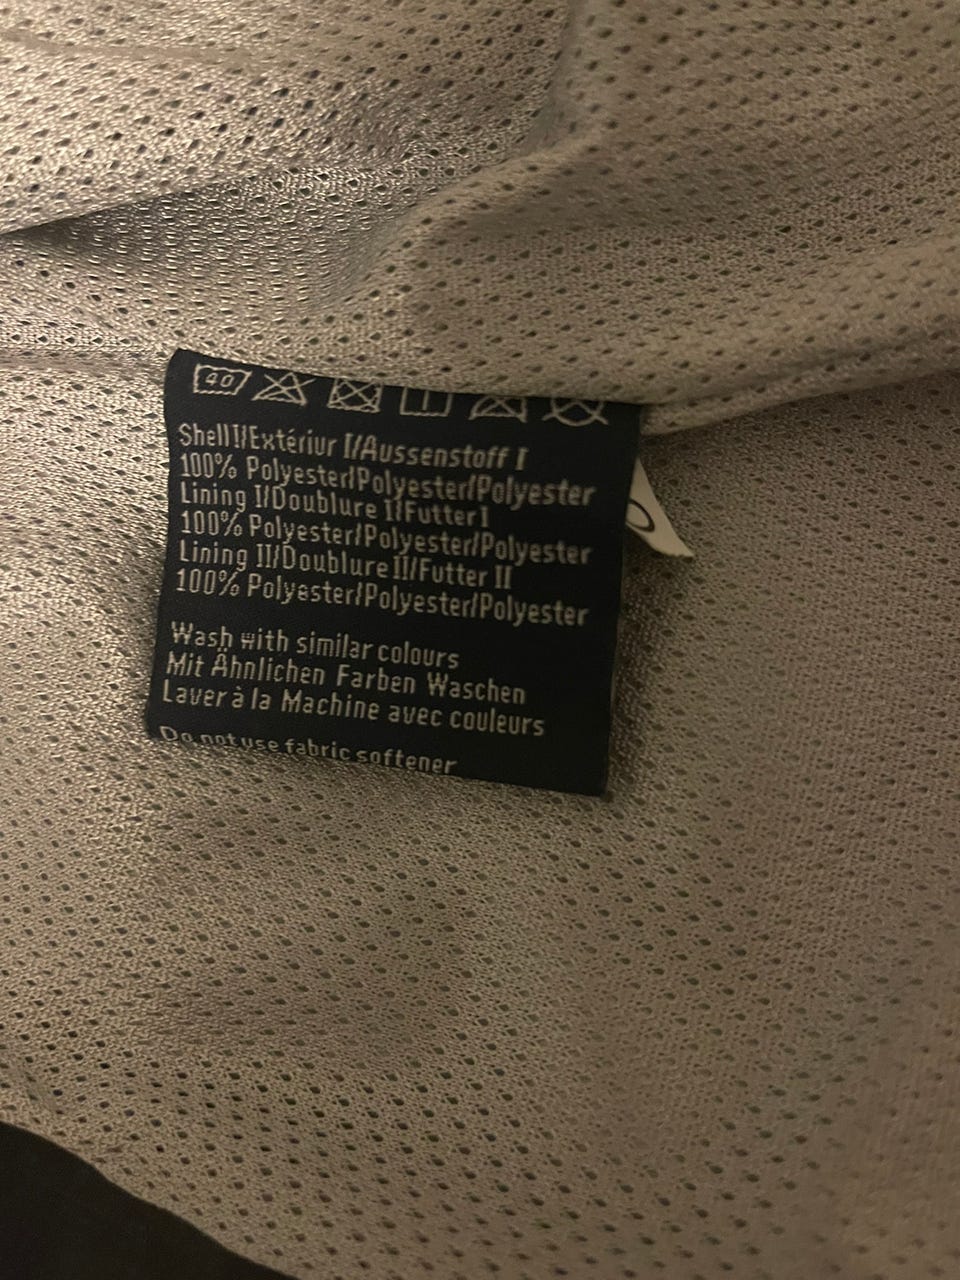 40
Shell I/Extériur I/Aussenstoff I
100% Polyester/Polyester/Polyester
Lining I/Doublure I/Futter I
100% Polyester/Polyester/Polyester
Lining II/Doublure II/Futter II
100% Polyester/Polyester/Polyester
Wash with similar colours
Mit Ähnlichen Farben Waschen
Laver à la Machine avec couleurs
Do not use fabric softener